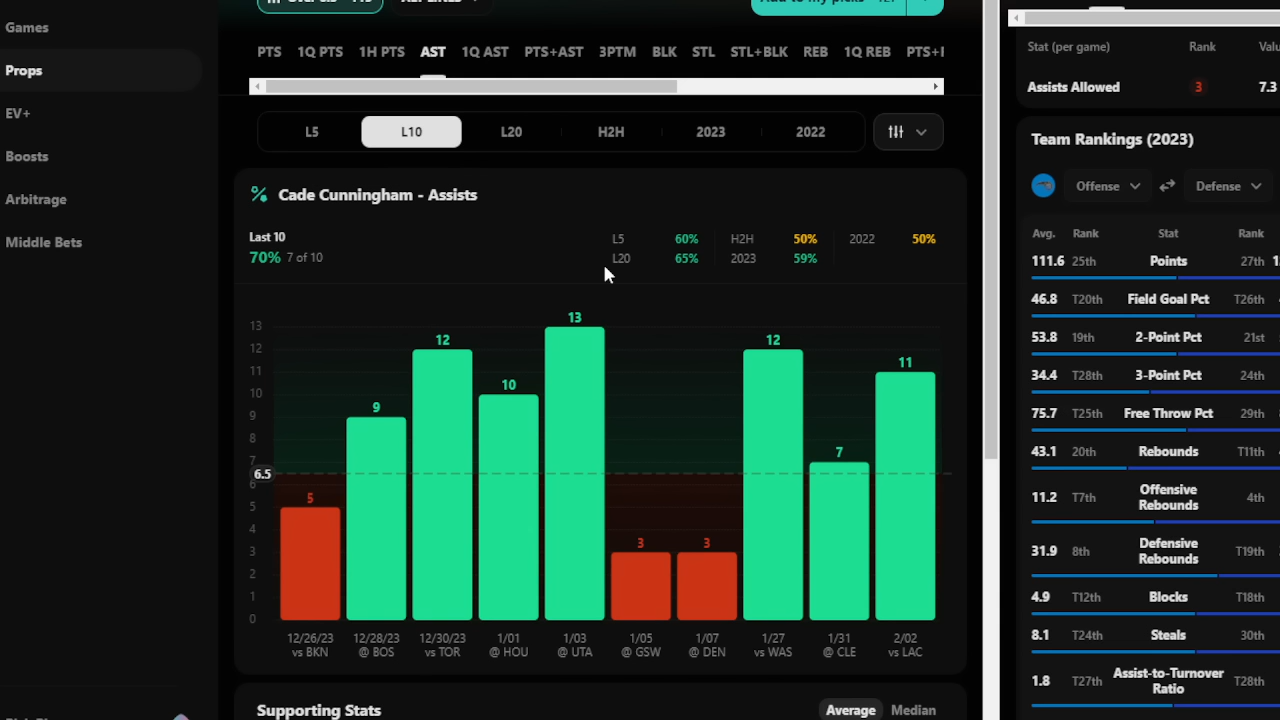 Games
Props
EV+
Boosts
Arbitrage
Middle Bets
PTS 1Q PTS 1H PTS AST 1Q AST PTS+AST 3PTM BLK STL STL+BLK REB 1Q REB
L5 L10 L20 H2H 2023 2022
Cade Cunningham - Assists
Last 10
70% 7 of 10
L5 60% H2H 50% 2022 50%
L20 65% 2023 59%
13
12
11
10
9
8
7
6.5
6
5
4
3
2
1
0
5 9 12 10 13 3 3 12 7 11
12/26/23 12/28/23 12/30/23 1/01 1/03 1/05 1/07 1/27 1/31 2/02
vs BKN @ BOS vs TOR @ HOU @ UTA @ GSW @ DEN vs WAS @ CLE vs LAC
Supporting Stats Average Median
Stat (per game) Rank
Assists Allowed 3 7.3
Team Rankings (2023)
Offense Defense
Avg. Rank Stat Rank
111.6 25th Points 27th
46.8 T20th Field Goal Pct T26th
53.8 19th 2-Point Pct 21st
34.4 T28th 3-Point Pct 24th
75.7 T25th Free Throw Pct 29th
43.1 20th Rebounds T11th
11.2 T7th Offensive Rebounds 4th
31.9 8th Defensive Rebounds T19th
4.9 T12th Blocks T18th
8.1 T24th Steals 30th
1.8 T27th Assist-to-Turnover Ratio T28th